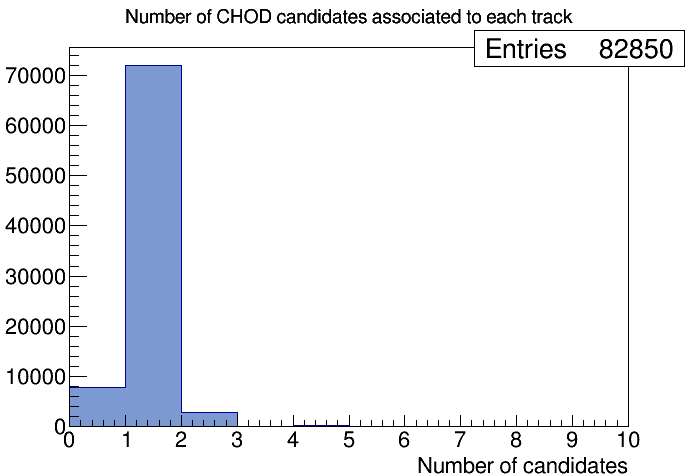 Number of CHOD candidates associated to each track
Entries 82850
70000
60000
50000
40000
30000
20000
10000
0
0 1 2 3 4 5 6 7 8 9 10
Number of candidates